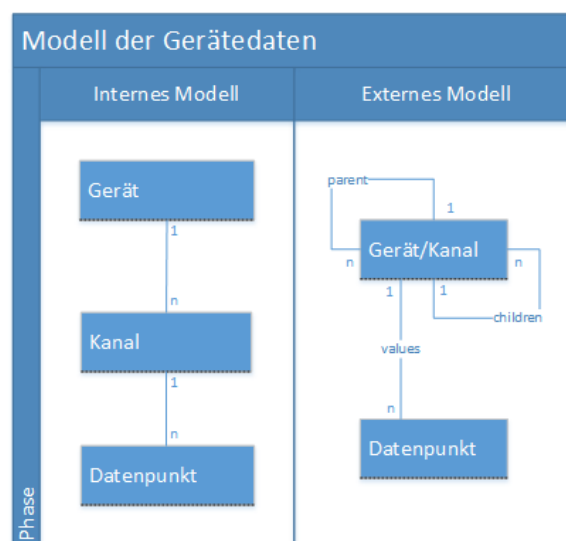 Modell der Gerätedaten
Internes Modell
Externes Modell
Phase
Gerät
1
n
Kanal
1
n
Datenpunkt
parent
1
n
Gerät/Kanal
n
1
1
children
values
n
Datenpunkt